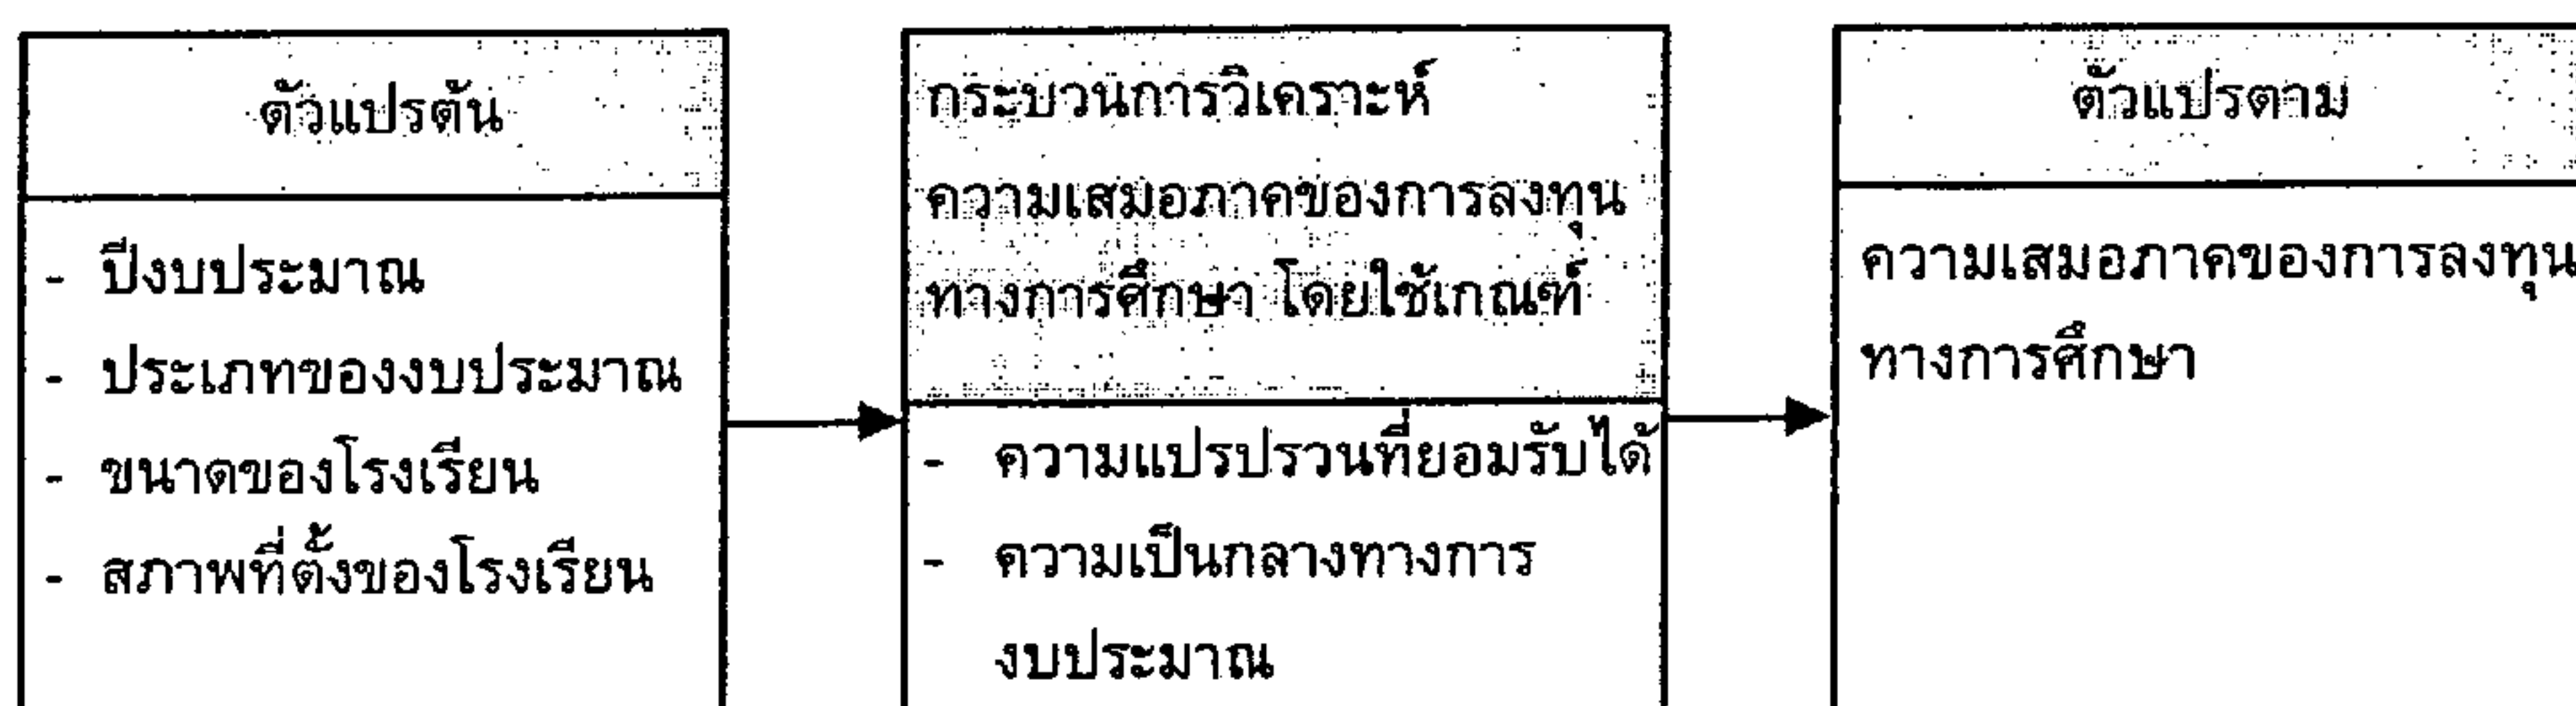 ตัวแปรต้น
- ปีงบประมาณ
- ประเภทของงบประมาณ
- ขนาดของโรงเรียน
- สภาพที่ตั้งของโรงเรียน
กระบวนการวิเคราะห์
ความเสมอภาคของการลงทุน
ทางการศึกษา โดยใช้เกณฑ์
- ความแปรปรวนที่ยอมรับได้
- ความเป็นกลางทางการ
งบประมาณ
ตัวแปรตาม
ความเสมอภาคของการลงทุน
ทางการศึกษา